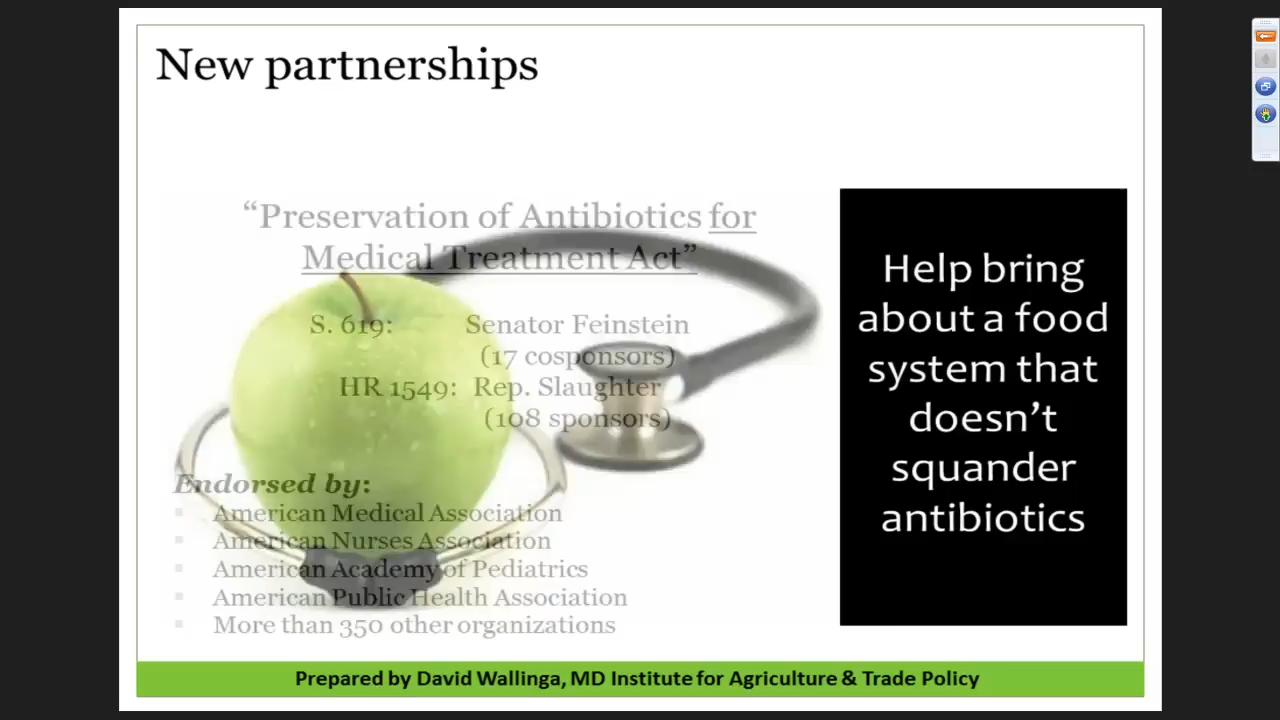 New partnerships
“Preservation of Antibiotics for
Medical Treatment Act”
S. 619: Senator Feinstein
(17 cosponsors)
HR 1549: Rep. Slaughter
(108 sponsors)
Endorsed by:
American Medical Association
American Nurses Association
American Academy of Pediatrics
American Public Health Association
More than 350 other organizations
Help bring
about a food
system that
doesn’t
squander
antibiotics
Prepared by David Wallinga, MD Institute for Agriculture & Trade Policy